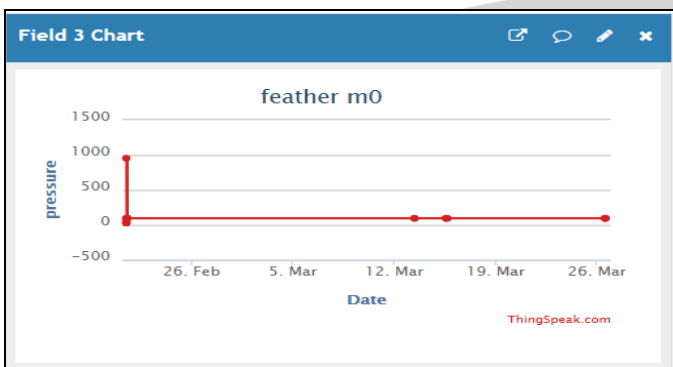 Field 3 Chart
feather m0
1500
1000
500
0
-500
pressure
26. Feb 5. Mar 12. Mar 19. Mar 26. Mar
Date
ThingSpeak.com